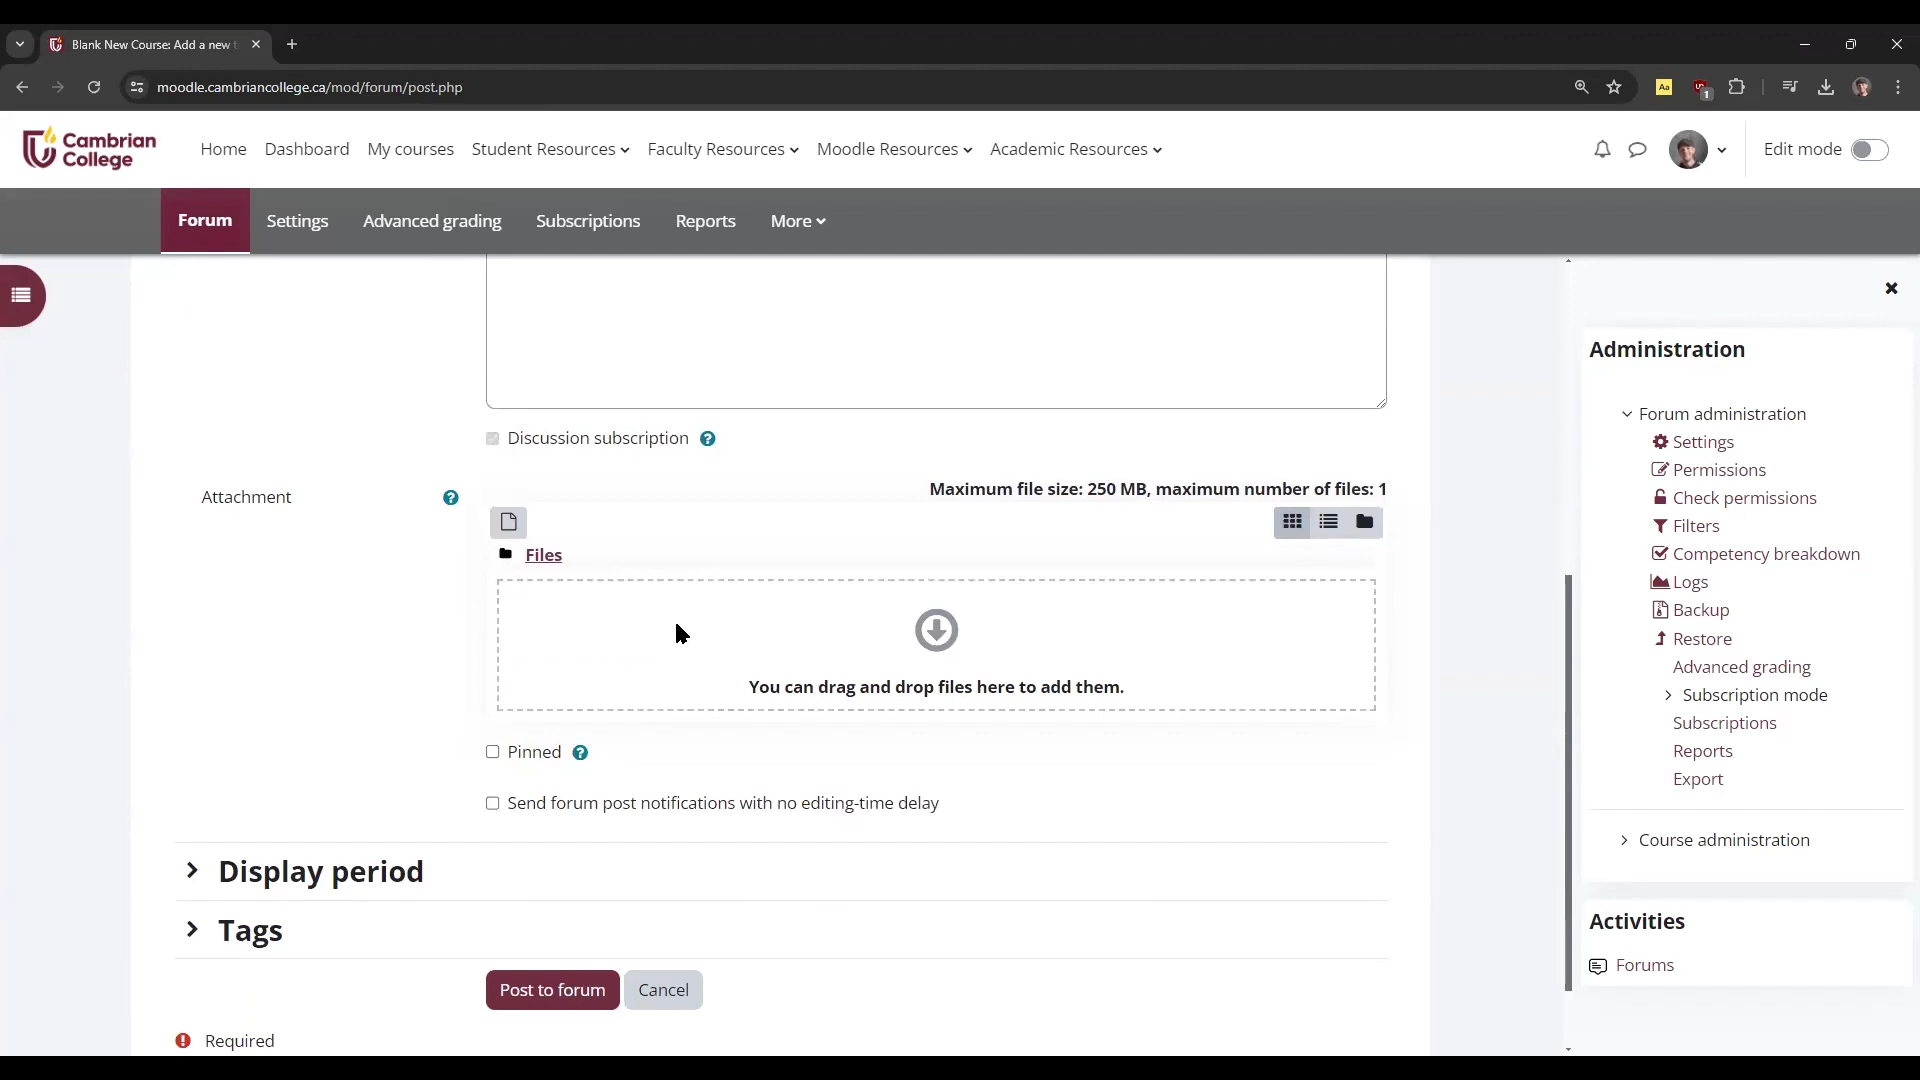 Blank New Course: Add a new
moodle.cambriancollege.ca/mod/forum/post.php
Aa
1
Cambrian
College
Home Dashboard My courses Student Resources Faculty Resources Moodle Resources Academic Resources
Edit mode
Forum Settings Advanced grading Subscriptions Reports More
Discussion subscription ?
Attachment ?
Maximum file size: 250 MB, maximum number of files: 1
Files
You can drag and drop files here to add them.
Pinned ?
Send forum post notifications with no editing-time delay
Display period
Tags
Post to forum Cancel
! Required
Administration
Forum administration
Settings
Permissions
Check permissions
Filters
Competency breakdown
Logs
Backup
Restore
Advanced grading
Subscription mode
Subscriptions
Reports
Export
Course administration
Activities
Forums